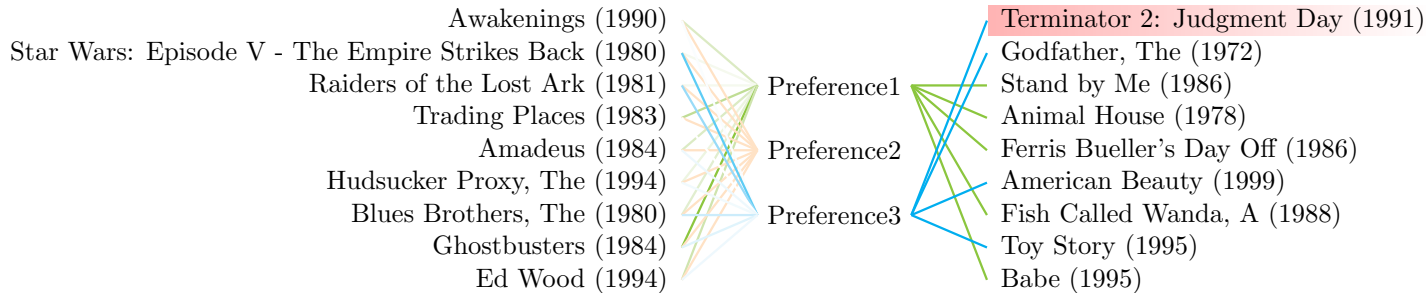 Awakenings (1990)
Star Wars: Episode V - The Empire Strikes Back (1980)
Raiders of the Lost Ark (1981)
Trading Places (1983)
Amadeus (1984)
Hudsucker Proxy, The (1994)
Blues Brothers, The (1980)
Ghostbusters (1984)
Ed Wood (1994)
Preference1
Preference2
Preference3
Terminator 2: Judgment Day (1991)
Godfather, The (1972)
Stand by Me (1986)
Animal House (1978)
Ferris Bueller's Day Off (1986)
American Beauty (1999)
Fish Called Wanda, A (1988)
Toy Story (1995)
Babe (1995)